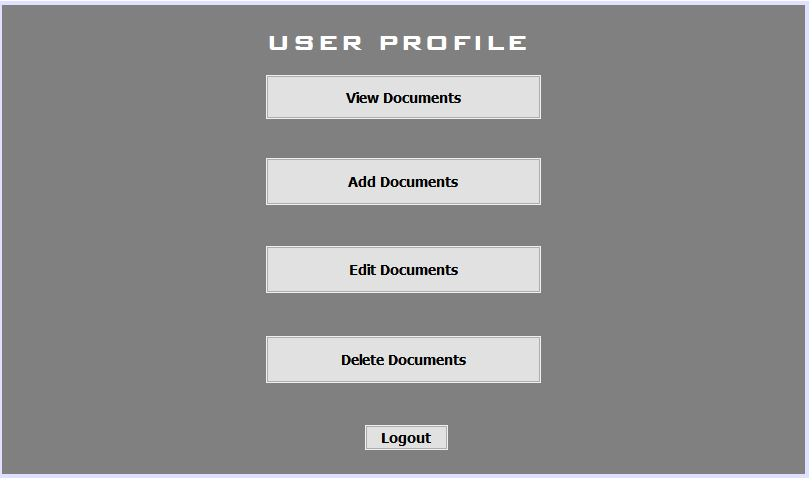 USER PROFILE
View Documents
Add Documents
Edit Documents
Delete Documents
Logout